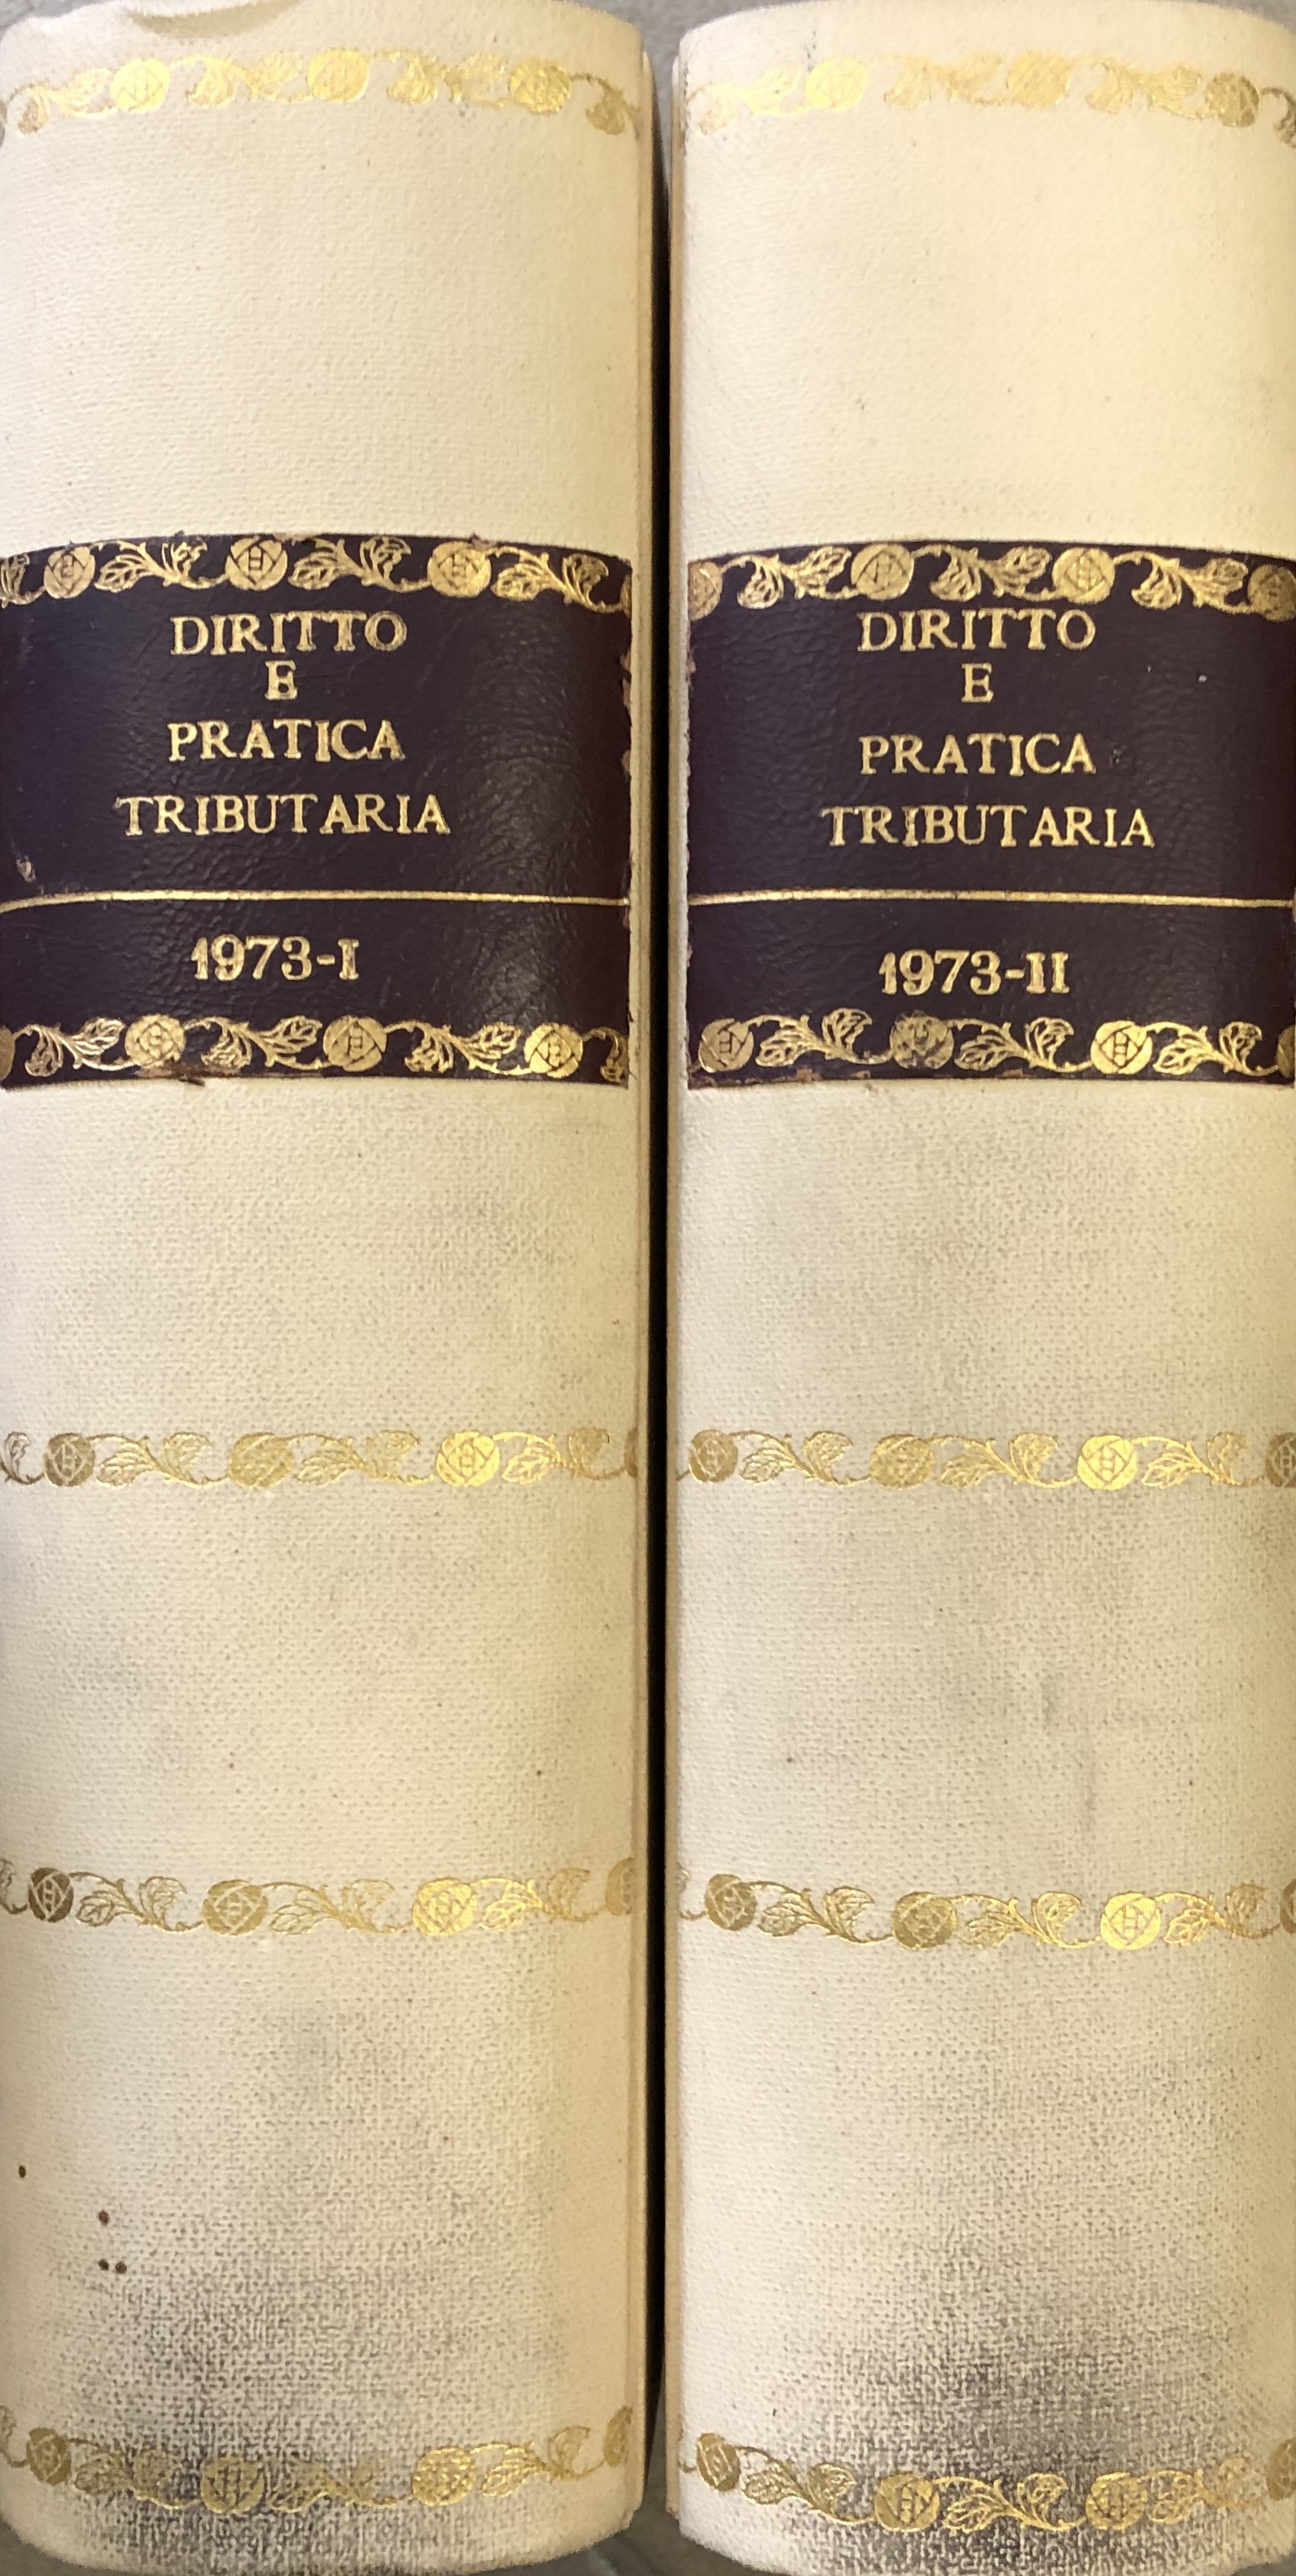 DIRITTO
E
PRATICA
TRIBUTARIA
1973-I
DIRITTO
E
PRATICA
TRIBUTARIA
1973-II